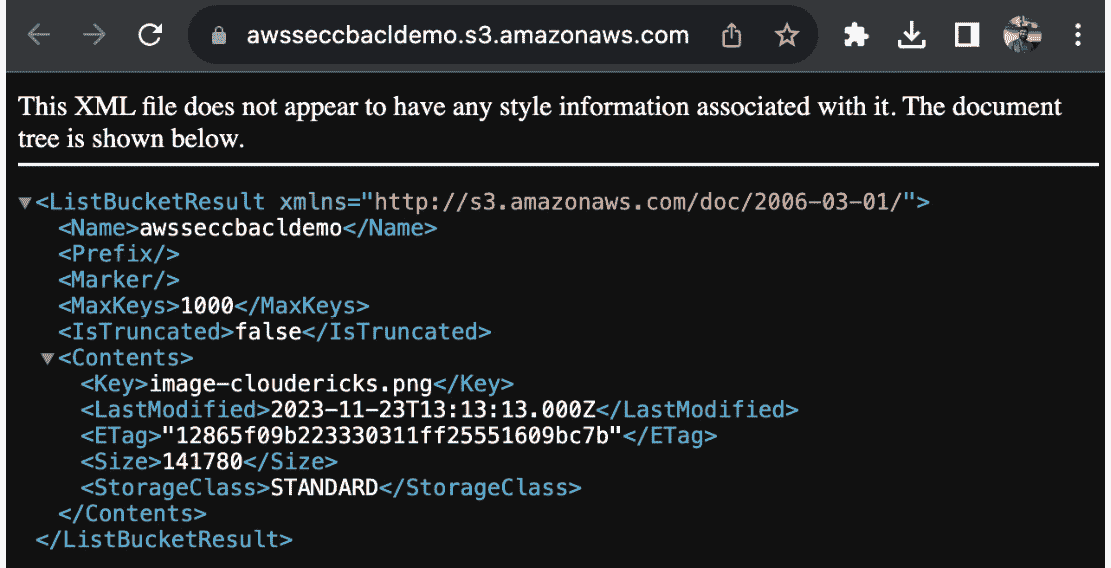 awsseccbacldemo.s3.amazonaws.com
This XML file does not appear to have any style information associated with it. The document
tree is shown below.
<ListBucketResult xmlns="http://s3.amazonaws.com/doc/2006-03-01/">
<Name>awsseccbacldemo</Name>
<Prefix/>
<Marker/>
<MaxKeys>1000</MaxKeys>
<IsTruncated>false</IsTruncated>
<Contents>
<Key>image-cloudericks.png</Key>
<LastModified>2023-11-23T13:13:13.000Z</LastModified>
<ETag>"12865f09b223330311ff25551609bc7b"</ETag>
<Size>141780</Size>
<StorageClass>STANDARD</StorageClass>
</Contents>
</ListBucketResult>